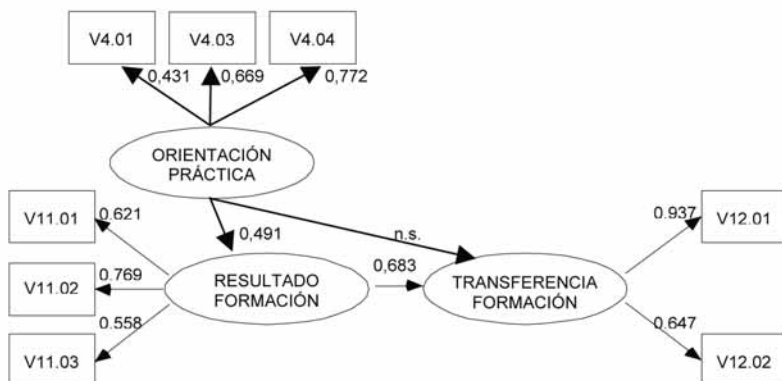 V4.01
V4.03
V4.04
0,431
0,669
0,772
ORIENTACIÓN
PRÁCTICA
V11.01
0.621
0,491
n.s.
0.937
V12.01
V11.02
0.769
RESULTADO
FORMACIÓN
0,683
TRANSFERENCIA
FORMACIÓN
V11.03
0.558
0.647
V12.02